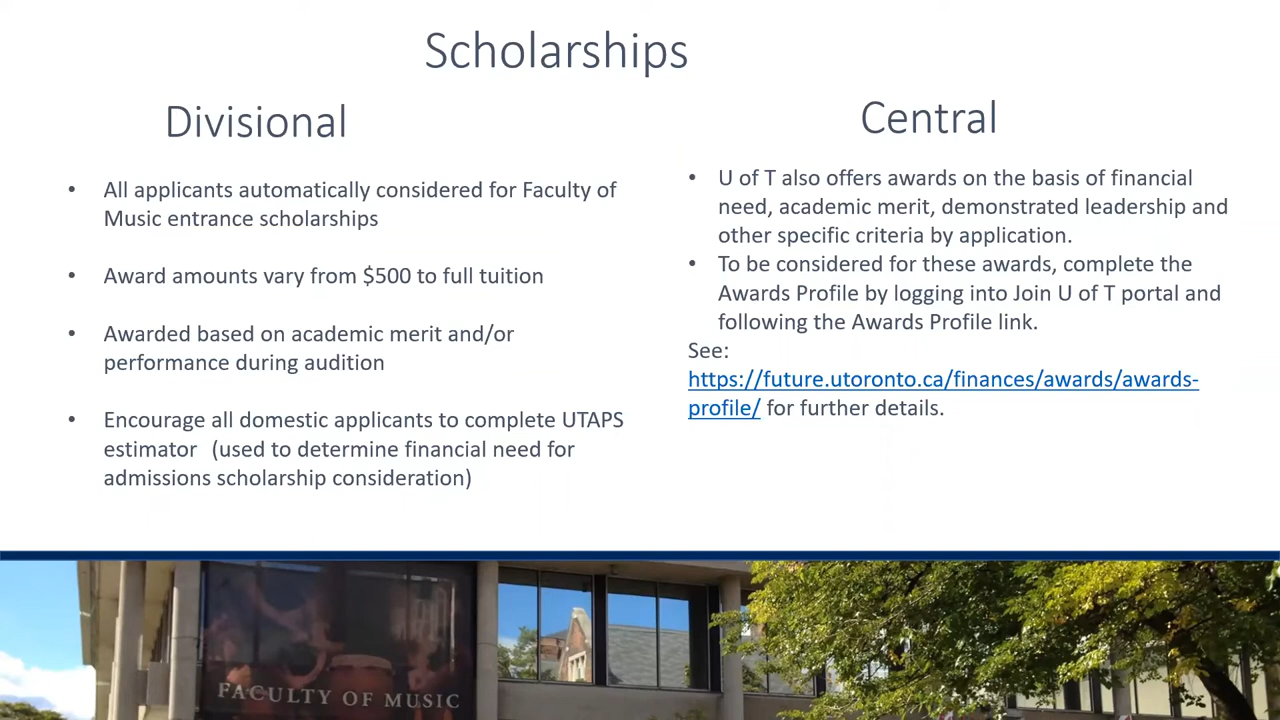 Scholarships
Divisional
All applicants automatically considered for Faculty of
Music entrance scholarships
Award amounts vary from $500 to full tuition
Awarded based on academic merit and/or
performance during audition
Encourage all domestic applicants to complete UTAPS
estimator (used to determine financial need for
admissions scholarship consideration)
Central
U of T also offers awards on the basis of financial
need, academic merit, demonstrated leadership and
other specific criteria by application.
To be considered for these awards, complete the
Awards Profile by logging into Join U of T portal and
following the Awards Profile link.
See:
https://future.utoronto.ca/finances/awards/awards-
profile/ for further details.
FACULTY OF MUSIC